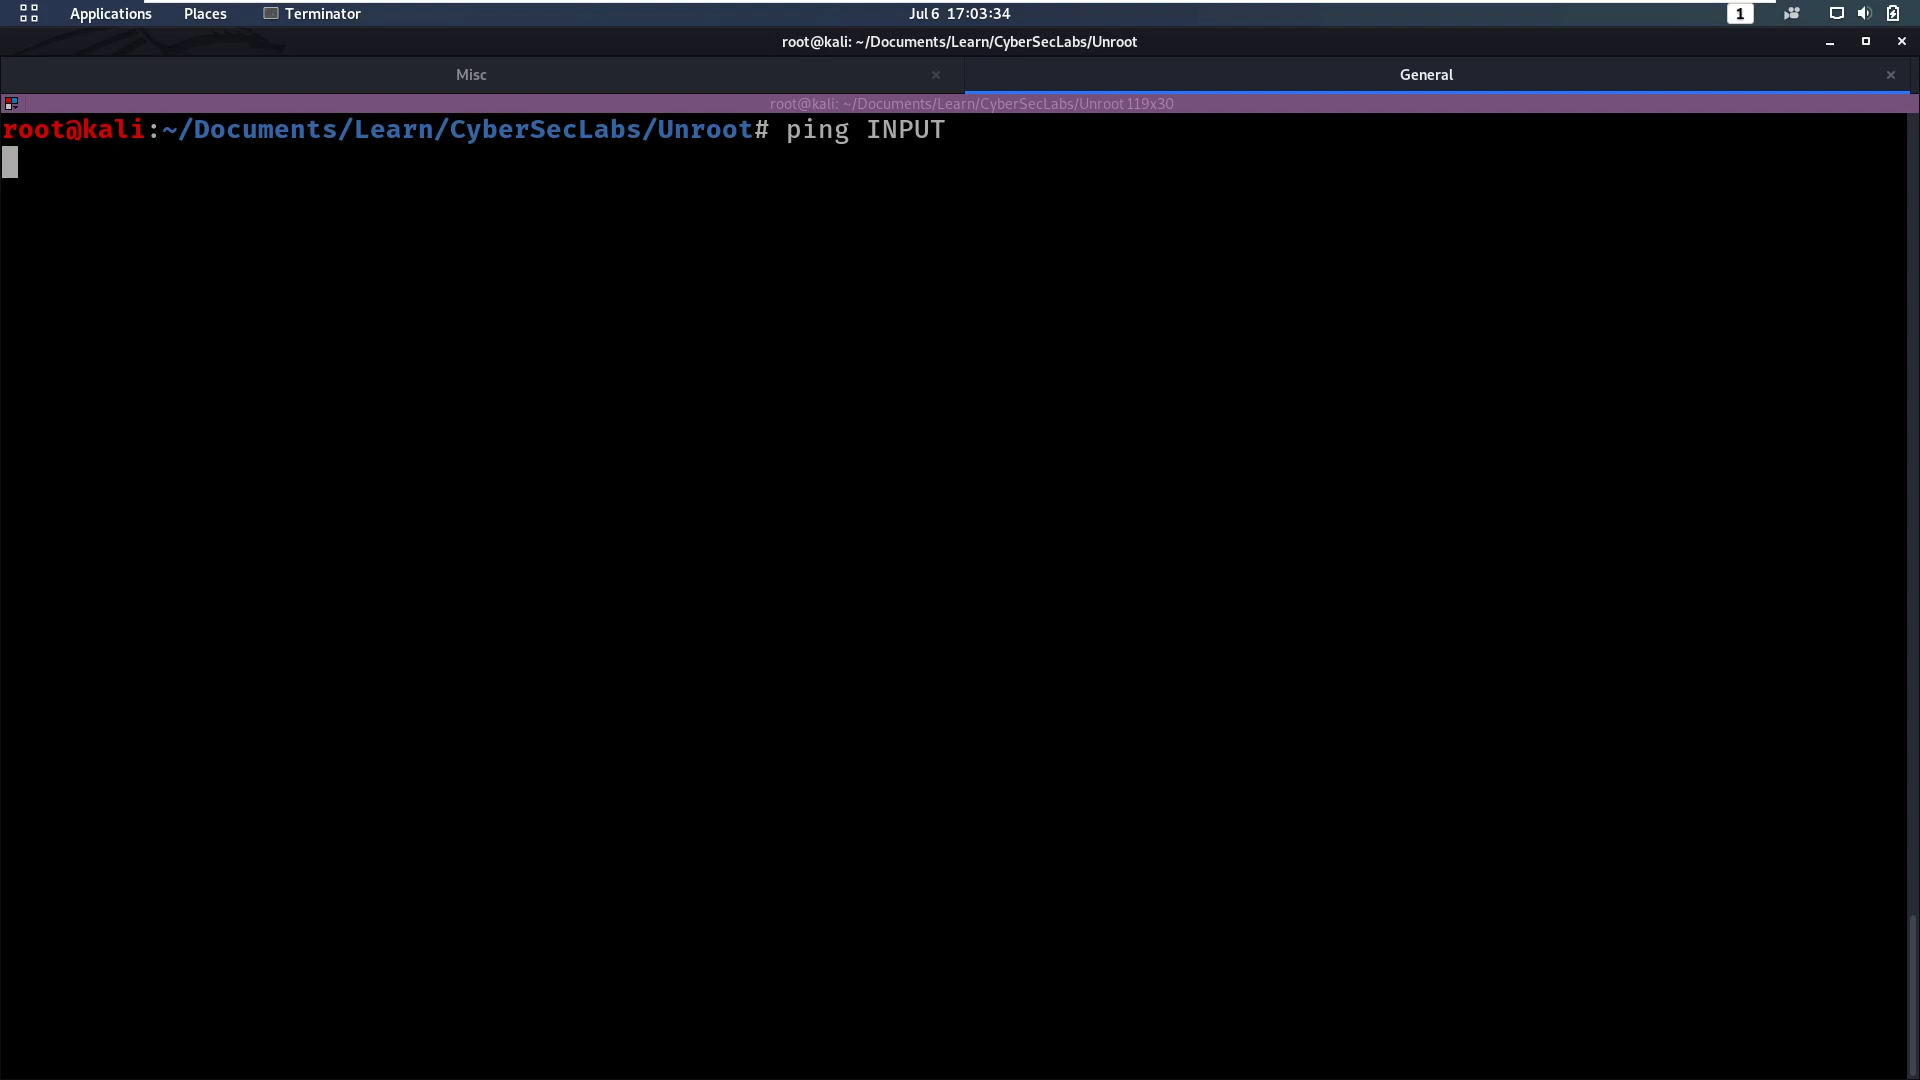 Applications Places Terminator Jul 6 17:03:34 1
root@kali: ~/Documents/Learn/CyberSecLabs/Unroot
Misc × General ×
root@kali: ~/Documents/Learn/CyberSecLabs/Unroot 119x30
root@kali:~/Documents/Learn/CyberSecLabs/Unroot# ping INPUT